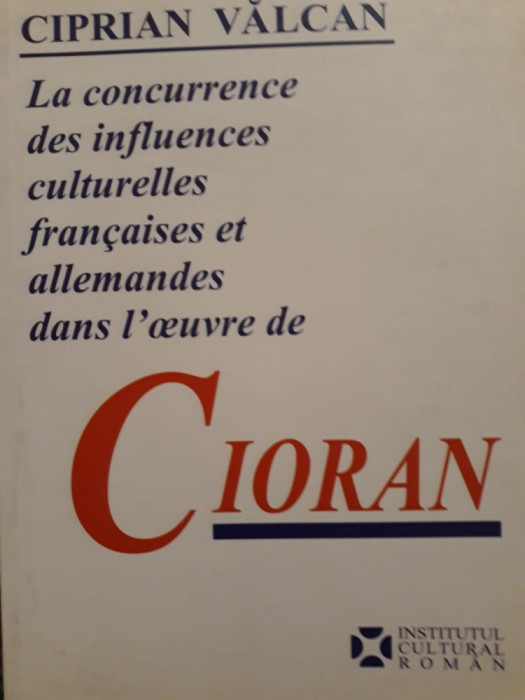 CIPRIAN VĂLCAN
La concurrence
des influences
culturelles
françaises et
allemandes
dans l'œuvre de
CIORAN
INSTITUTUL
CULTURAL
ROMÂN